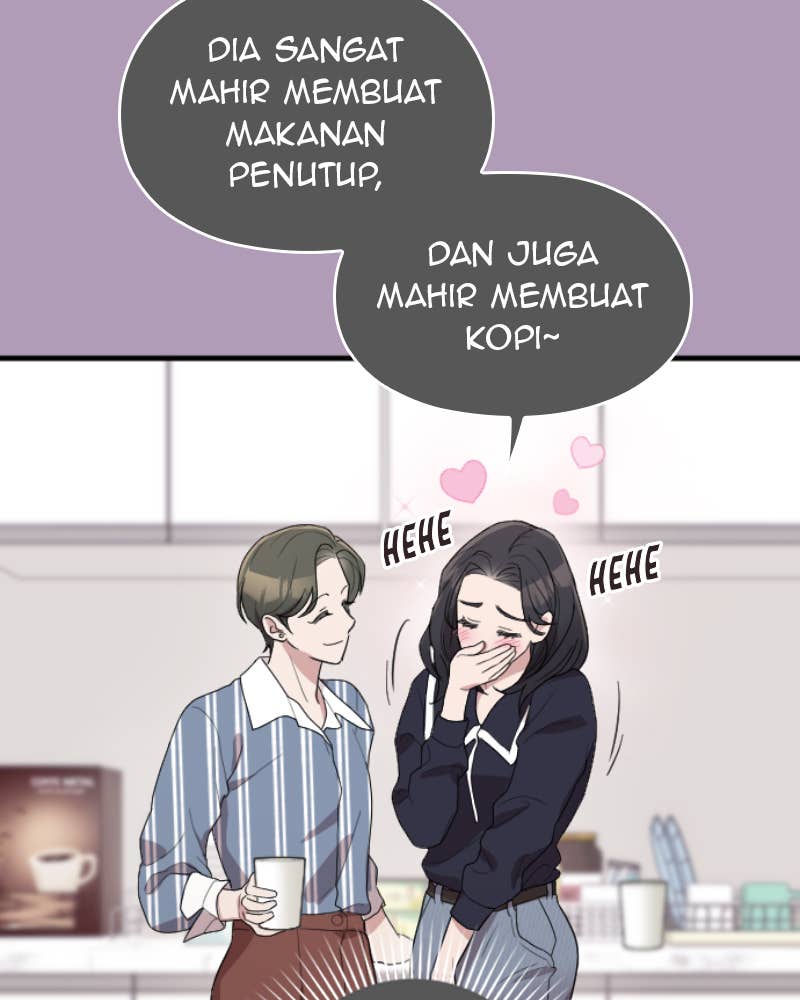 DIA SANGAT
MAHIR MEMBUAT
MAKANAN
PENUTUP,
DAN JUGA
MAHIR MEMBUAT
KOPI~
HEHE
HEHE